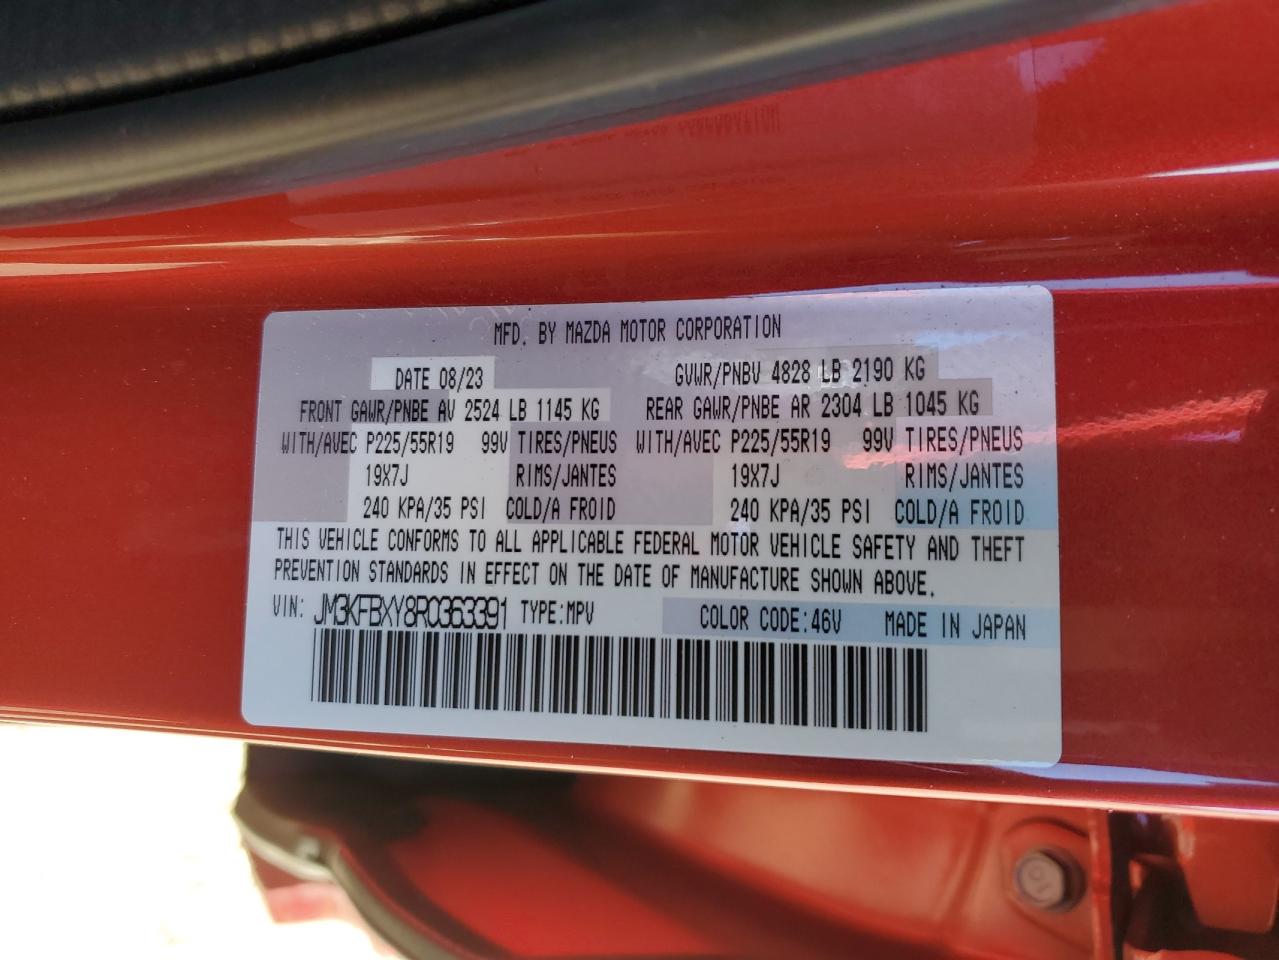 MFD. BY MAZDA MOTOR CORPORATION
DATE 08/23 GVWR/PNBV 4828 LB 2190 KG
FRONT GAWR/PNBE AV 2524 LB 1145 KG REAR GAWR/PNBE AR 2304 LB 1045 KG
WITH/AVEC P225/55R19 99V TIRES/PNEUS WITH/AVEC P225/55R19 99V TIRES/PNEUS
19X7J RIMS/JANTES 19X7J RIMS/JANTES
240 KPA/35 PSI COLD/A FROID 240 KPA/35 PSI COLD/A FROID
THIS VEHICLE CONFORMS TO ALL APPLICABLE FEDERAL MOTOR VEHICLE SAFETY AND THEFT
PREVENTION STANDARDS IN EFFECT ON THE DATE OF MANUFACTURE SHOWN ABOVE.
VIN: JM3KFBXY8R0363391 TYPE:MPV COLOR CODE:46V MADE IN JAPAN